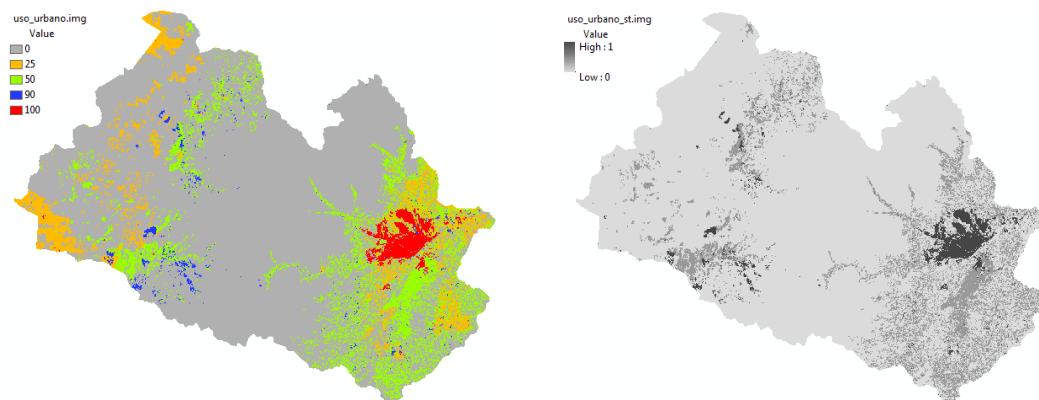 uso_urbano.img
Value
0
25
50
90
100
uso_urbano_st.img
Value
High : 1
Low : 0